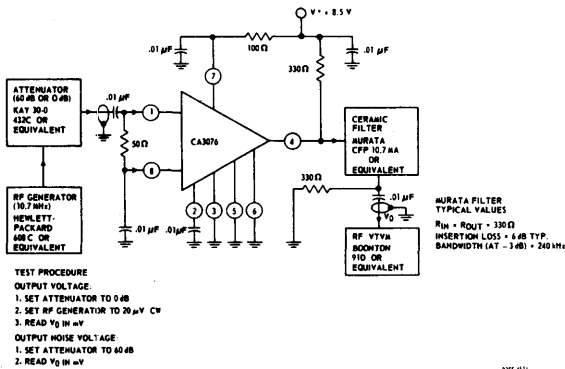 V+ = 8.5 V
.01 µF
100 Ω
.01 µF
330 Ω
7
ATTENUATOR
(60 dB OR 0 dB)
KAY 30-0
432C OR
EQUIVALENT
.01 µF
1
50 Ω
8
CA3076
4
CERAMIC
FILTER
MURATA
CFP 10.7 MA
OR
EQUIVALENT
2
3
5
6
330 Ω
.01 µF
.01 µF
.01 µF
VO
RF GENERATOR
(10.7 MHz)
HEWLETT-
PACKARD
608 C OR
EQUIVALENT
RF VTVM
BOONTON
91D OR
EQUIVALENT
MURATA FILTER
TYPICAL VALUES
RIN = ROUT = 330 Ω
INSERTION LOSS = 6 dB TYP.
BANDWIDTH (AT -3 dB) = 240 kHz
TEST PROCEDURE
OUTPUT VOLTAGE:
1. SET ATTENUATOR TO 0 dB
2. SET RF GENERATOR TO 20 µV CW
3. READ VO IN mV
OUTPUT NOISE VOLTAGE:
1. SET ATTENUATOR TO 60 dB
2. READ VO IN mV